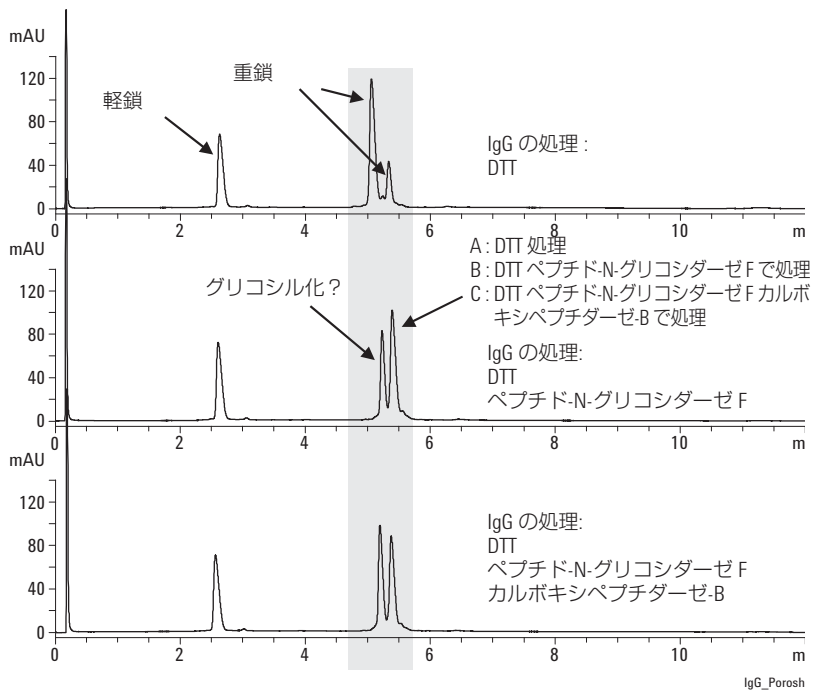 mAU
120
80
40
0
0
2
4
6
8
10
m
軽鎖
重鎖
IgG の処理 :
DTT
mAU
120
80
40
0
0
2
4
6
8
10
m
グリコシル化？
A : DTT 処理
B : DTT ペプチド-N-グリコシダーゼ F で処理
C : DTT ペプチド-N-グリコシダーゼ F カルボ
キシペプチダーゼ-B で処理
IgG の処理:
DTT
ペプチド-N-グリコシダーゼ F
mAU
120
80
40
0
0
2
4
6
8
10
m
IgG の処理:
DTT
ペプチド-N-グリコシダーゼ F
カルボキシペプチダーゼ-B
IgG_Porosh